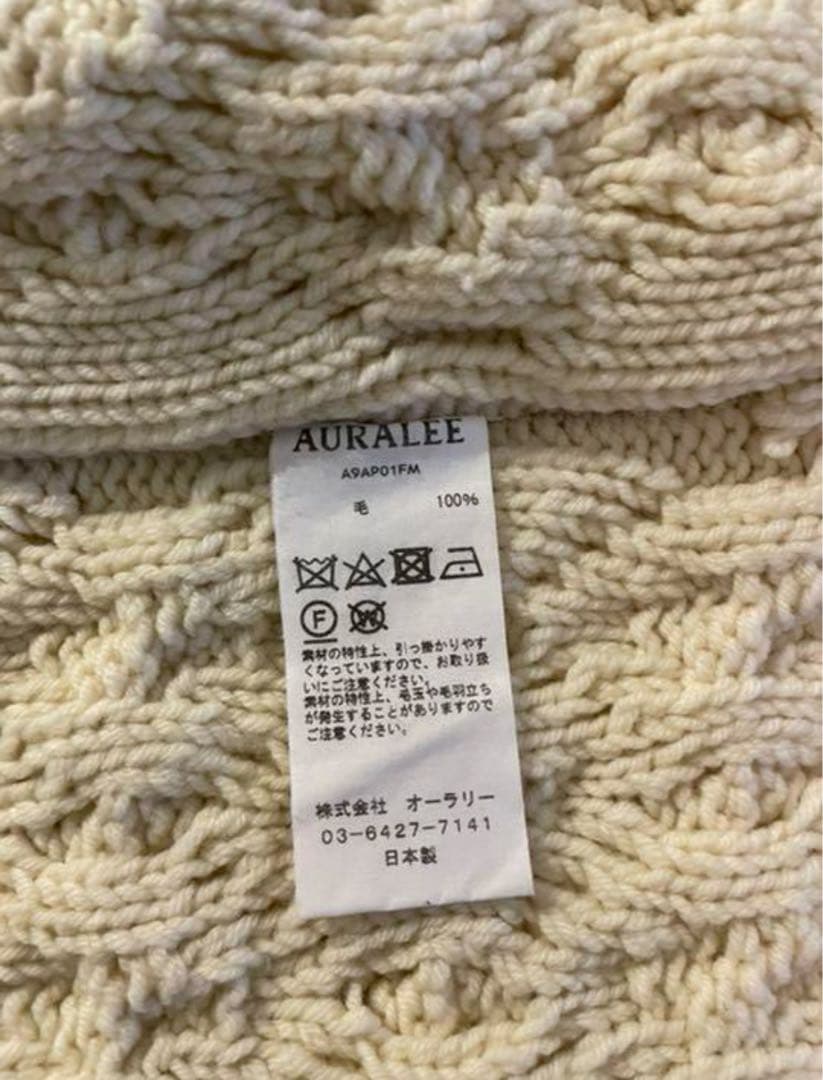 AURALEE
A9AP01FM
毛 100%
F W
素材の特性上、引っ掛かりやす
くなっていますので、お取り扱
いにご注意ください。
素材の特性上、毛玉や毛羽立ち
が発生することがありますので
ご注意ください。
株式会社 オーラリー
03-6427-7141
日本製